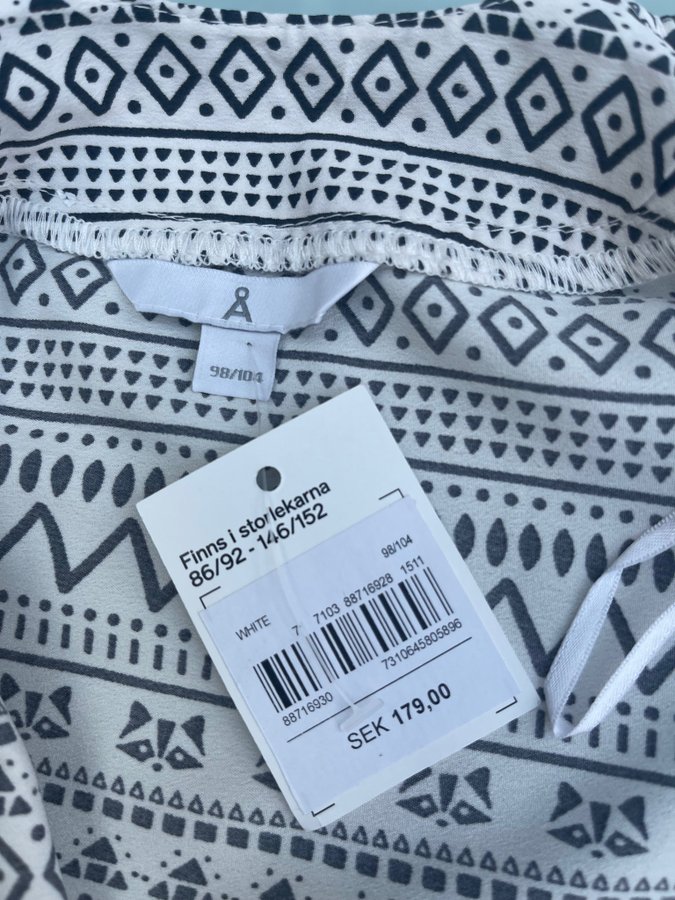 Å
98/104
Finns i storlekarna
86/92 - 146/152
98/104
WHITE 7 7103 88716928 1511
88716930 7310645805896
SEK 179,00